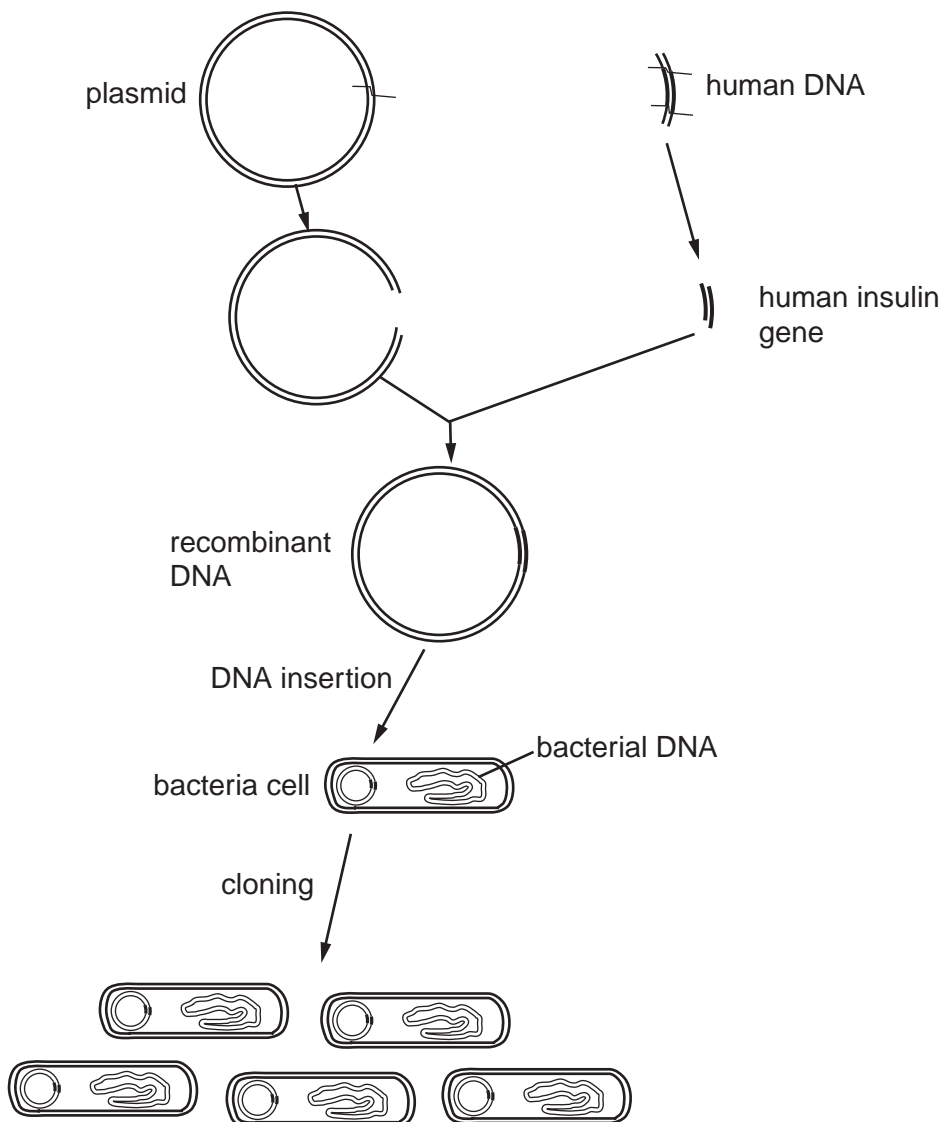 plasmid
human DNA
human insulin
gene
recombinant
DNA
DNA insertion
bacterial DNA
bacteria cell
cloning